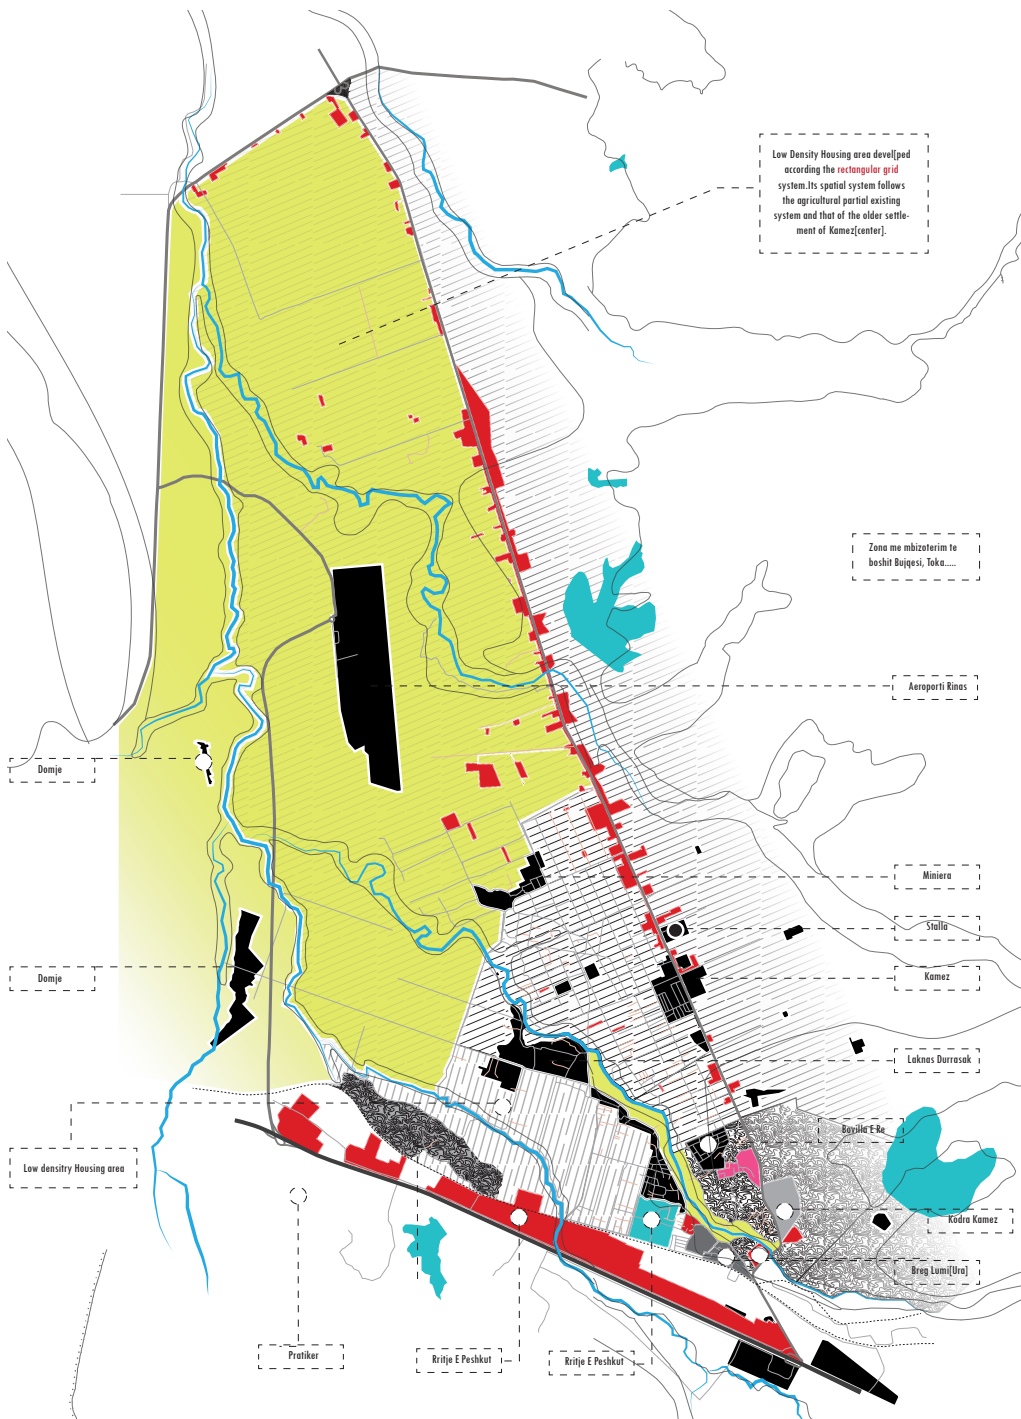 Low Density Housing area devel[ped
according the rectangular grid
system.Its spatial system follows
the agricultural partial existing
system and that of the older settle-
ment of Kamez[center].
Zona me mbizoterim te
boshit Bujqesi, Toka.....
Aeroporti Rinas
Domje
Miniera
Stalla
Domje
Kamez
Laknas Durrasak
Bovilla E Re
Low densitry Housing area
Kodra Kamez
Breg Lumi[Ura]
Pratiker
Rritje E Peshkut
Rritje E Peshkut